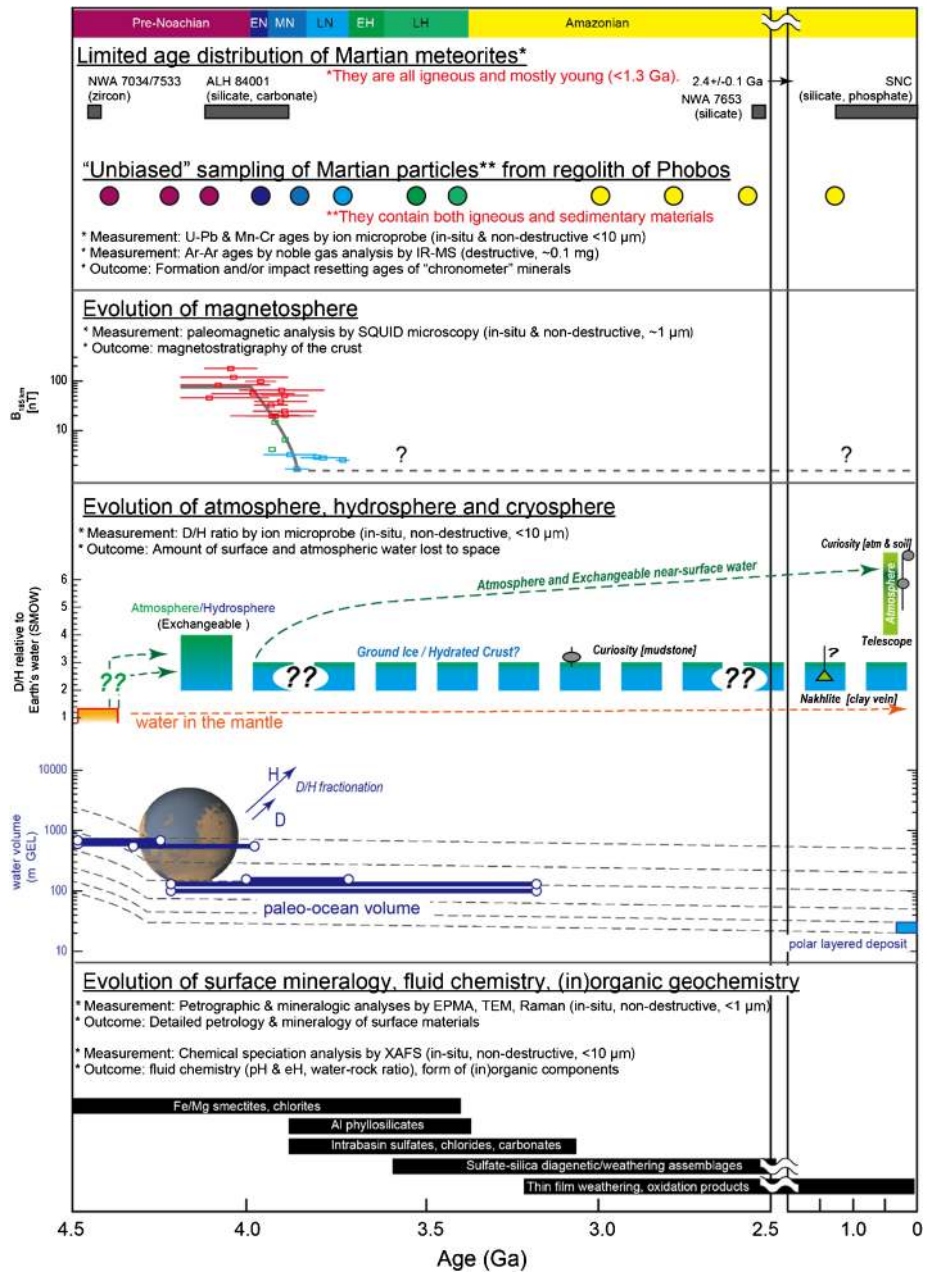 Pre-Noachian EN MN LN EH LH Amazonian
Limited age distribution of Martian meteorites*
*They are all igneous and mostly young (<1.3 Ga).
NWA 7034/7533
(zircon)
ALH 84001
(silicate, carbonate)
2.4+/-0.1 Ga
NWA 7653
(silicate)
SNC
(silicate, phosphate)
“Unbiased” sampling of Martian particles** from regolith of Phobos
**They contain both igneous and sedimentary materials
* Measurement: U-Pb & Mn-Cr ages by ion microprobe (in-situ & non-destructive <10 μm)
* Measurement: Ar-Ar ages by noble gas analysis by IR-MS (destructive, ~0.1 mg)
* Outcome: Formation and/or impact resetting ages of “chronometer” minerals
Evolution of magnetosphere
* Measurement: paleomagnetic analysis by SQUID microscopy (in-situ & non-destructive, ~1 μm)
* Outcome: magnetostratigraphy of the crust
B185 km
[nT]
100
10
?
?
Evolution of atmosphere, hydrosphere and cryosphere
* Measurement: D/H ratio by ion microprobe (in-situ, non-destructive, <10 μm)
* Outcome: Amount of surface and atmospheric water lost to space
D/H relative to
Earth's water (SMOW)
6
5
4
3
2
1
Atmosphere/Hydrosphere
(Exchangeable )
Atmosphere and Exchangeable near-surface water
Curiosity [atm & soil]
Atmosphere
Telescope
??
??
Ground Ice / Hydrated Crust?
Curiosity [mudstone]
??
?
Nakhlite [clay vein]
water in the mantle
water volume
(m GEL)
10000
1000
100
10
H
D
D/H fractionation
paleo-ocean volume
polar layered deposit
Evolution of surface mineralogy, fluid chemistry, (in)organic geochemistry
* Measurement: Petrographic & mineralogic analyses by EPMA, TEM, Raman (in-situ, non-destructive, <1 μm)
* Outcome: Detailed petrology & mineralogy of surface materials
* Measurement: Chemical speciation analysis by XAFS (in-situ, non-destructive, <10 μm)
* Outcome: fluid chemistry (pH & eH, water-rock ratio), form of (in)organic components
Fe/Mg smectites, chlorites
Al phyllosilicates
Intrabasin sulfates, chlorides, carbonates
Sulfate-silica diagenetic/weathering assemblages
Thin film weathering, oxidation products
4.5 4.0 3.5 3.0 2.5 1.0 0
Age (Ga)